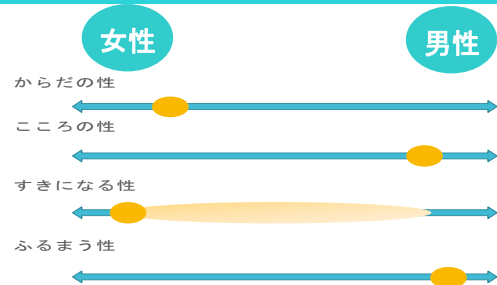 女性
男性
からだの性
こころの性
すきになる性
ふるまう性